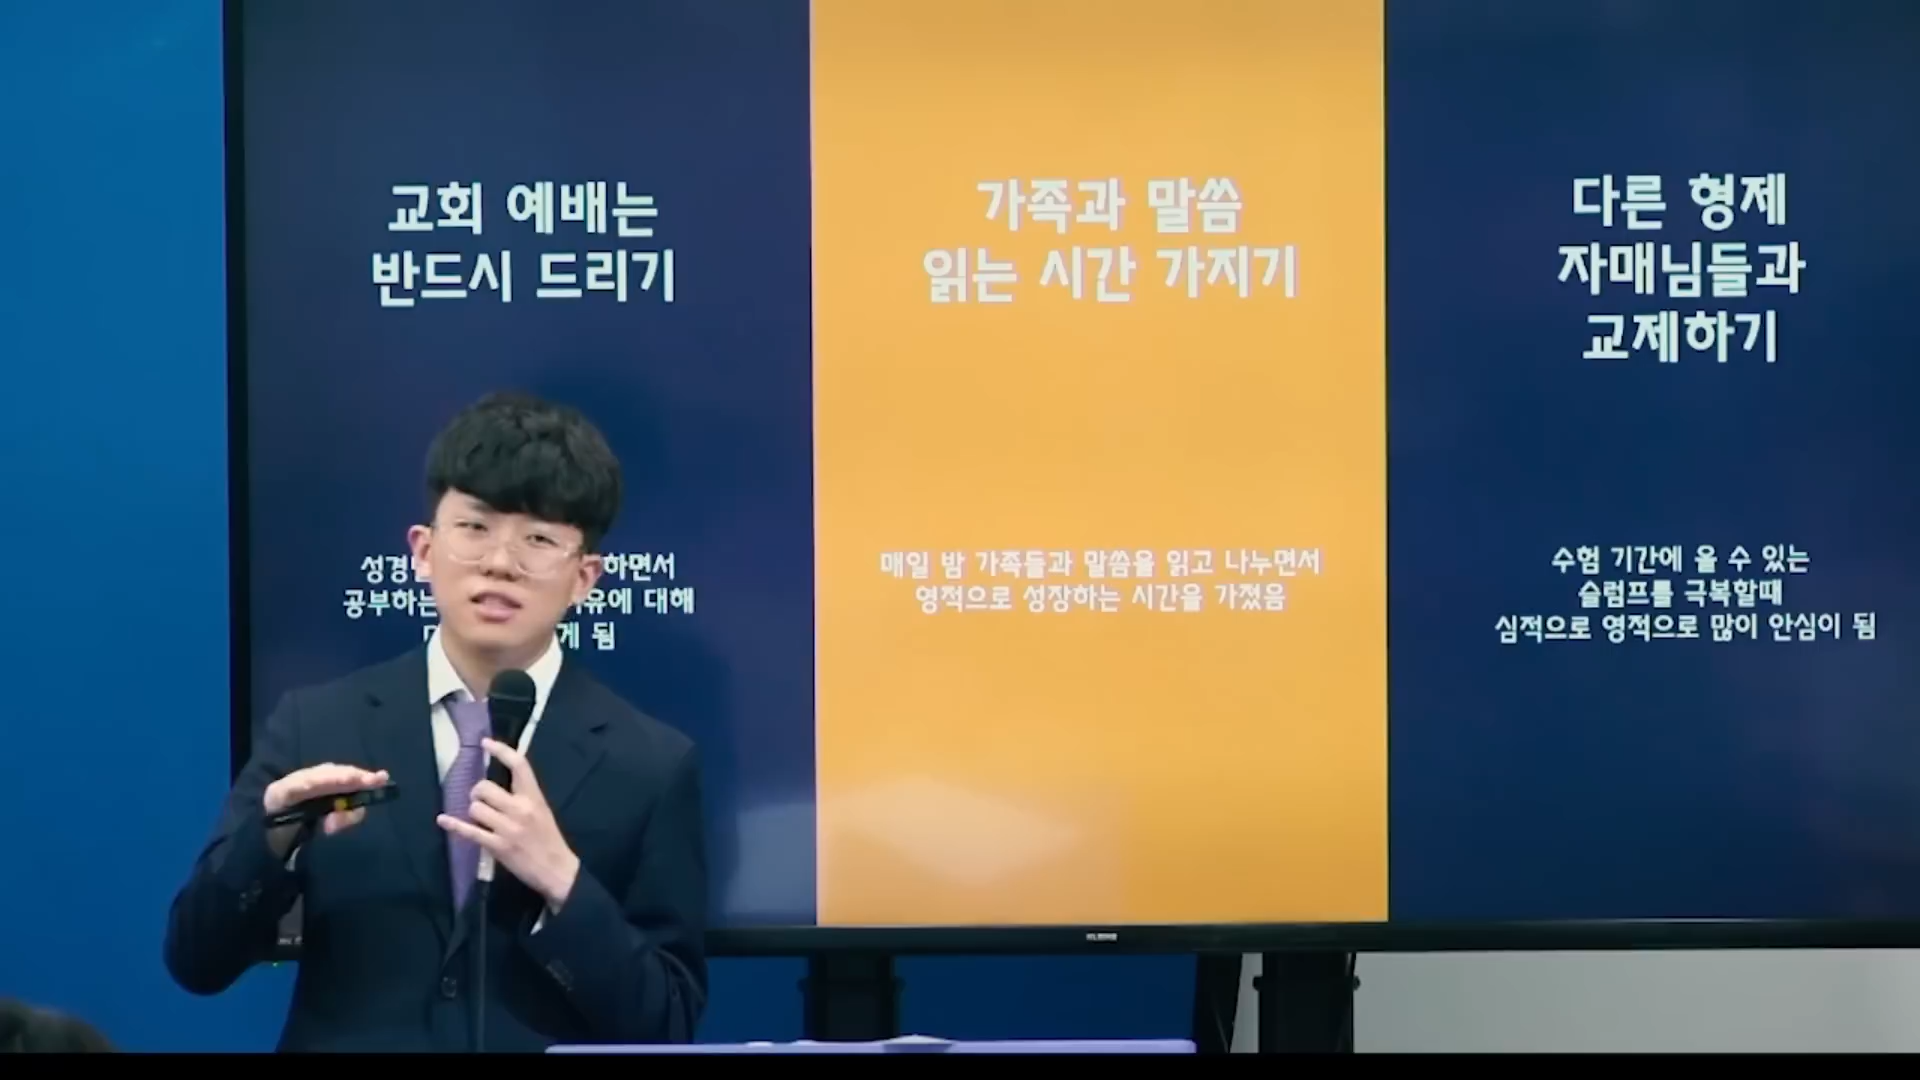 교회 예배는
반드시 드리기
성경 하면서
공부하는 이유에 대해
게 됨
가족과 말씀
읽는 시간 가지기
매일 밤 가족들과 말씀을 읽고 나누면서
영적으로 성장하는 시간을 가졌음
다른 형제
자매님들과
교제하기
수험 기간에 올 수 있는
슬럼프를 극복할때
심적으로 영적으로 많이 안심이 됨